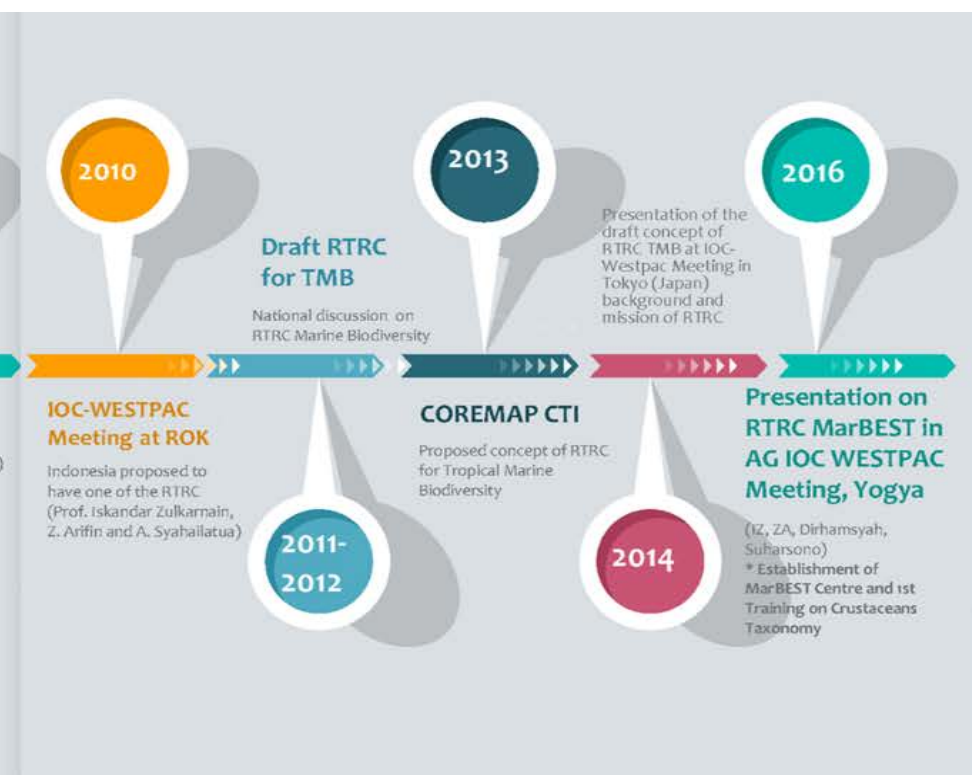 2010
IOC-WESTPAC
Meeting at ROK
Indonesia proposed to
have one of the RTRC
(Prof. Iskandar Zulkarnain,
Z. Arifin and A. Syahailatua)
Draft RTRC
for TMB
National discussion on
RTRC Marine Biodiversity
2011-
2012
2013
COREMAP CTI
Proposed concept of RTRC
for Tropical Marine
Biodiversity
Presentation of the
draft concept of
RTRC TMB at IOC-
Westpac Meeting in
Tokyo (Japan)
background and
mission of RTRC
2014
2016
Presentation on
RTRC MarBEST in
AG IOC WESTPAC
Meeting, Yogya
(IZ, ZA, Dirhamsyah,
Suharsono)
* Establishment of
MarBEST Centre and 1st
Training on Crustaceans
Taxonomy
)